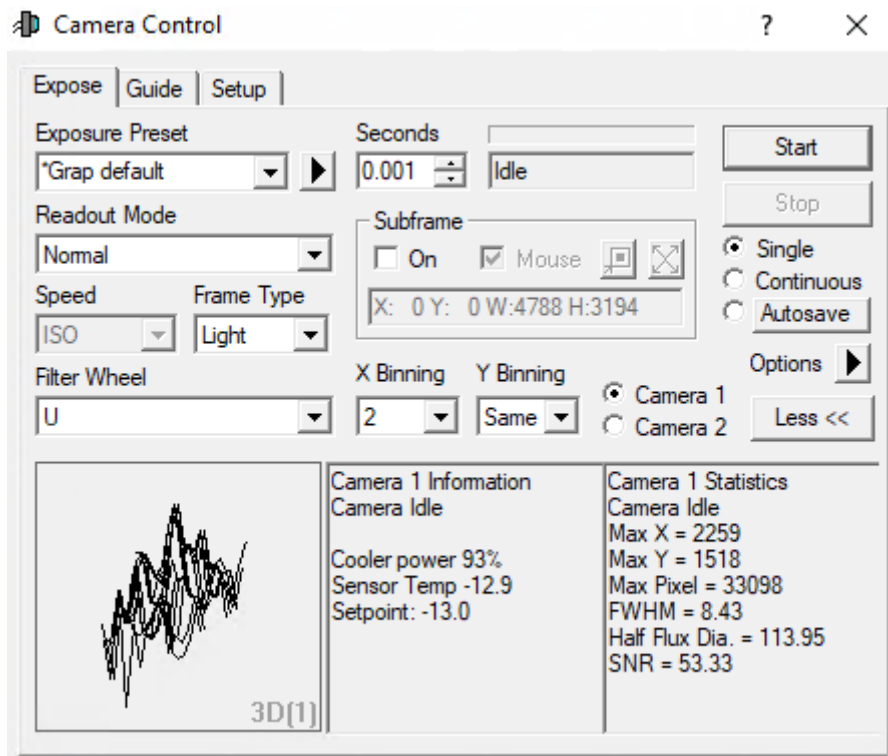 Camera Control
? ×
Expose Guide Setup
Exposure Preset
*Grap default
Seconds
0.001
Idle
Start
Stop
Readout Mode
Normal
Subframe
On Mouse
X: 0 Y: 0 W:4788 H:3194
Single
Continuous
Autosave
Speed
ISO
Frame Type
Light
Options
Filter Wheel
U
X Binning
2
Y Binning
Same
Camera 1
Camera 2
Less <<
3D(1)
Camera 1 Information
Camera Idle
Cooler power 93%
Sensor Temp -12.9
Setpoint: -13.0
Camera 1 Statistics
Camera Idle
Max X = 2259
Max Y = 1518
Max Pixel = 33098
FWHM = 8.43
Half Flux Dia. = 113.95
SNR = 53.33